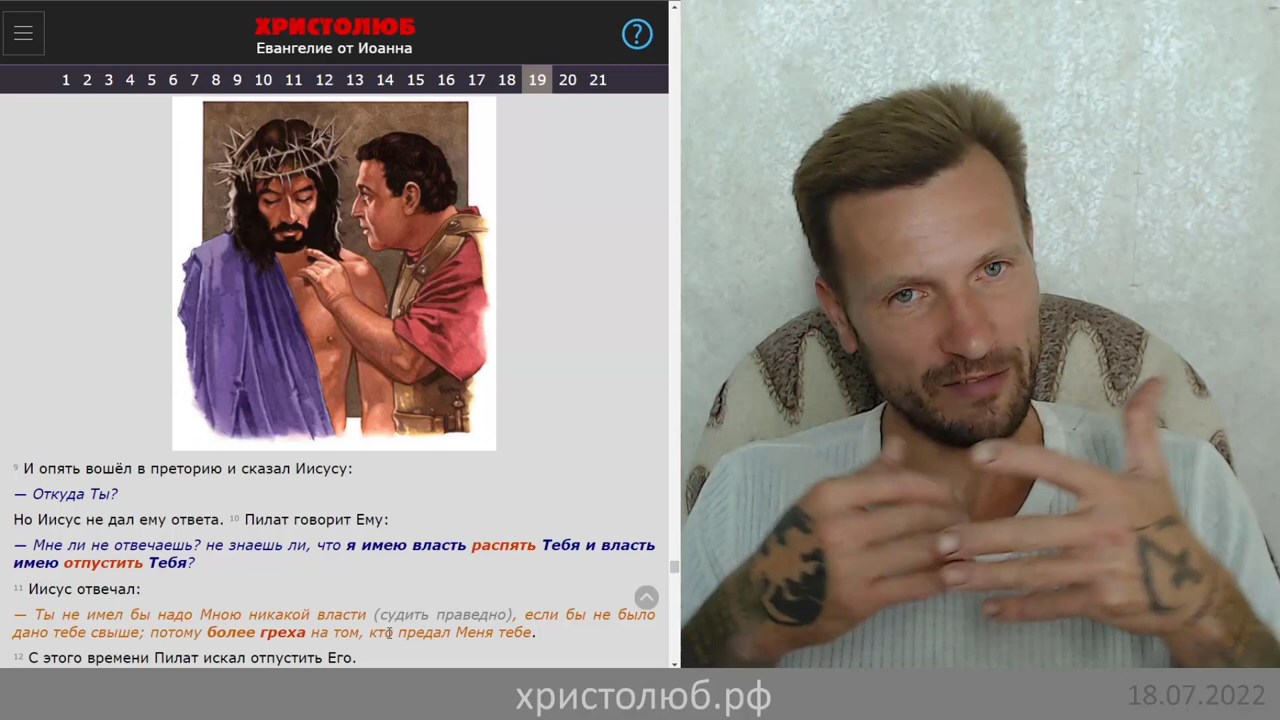 ХРИСТОЛЮБ
Евангелие от Иоанна
1 2 3 4 5 6 7 8 9 10 11 12 13 14 15 16 17 18 19 20 21
9 И опять вошёл в преторию и сказал Иисусу:
— Откуда Ты?
Но Иисус не дал ему ответа. 10 Пилат говорит Ему:
— Мне ли не отвечаешь? не знаешь ли, что я имею власть распять Тебя и власть
имею отпустить Тебя?
11 Иисус отвечал:
— Ты не имел бы надо Мною никакой власти (судить праведно), если бы не было
дано тебе свыше; потому более греха на том, кто предал Меня тебе.
12 С этого времени Пилат искал отпустить Его.
христолюб.рф
18.07.2022